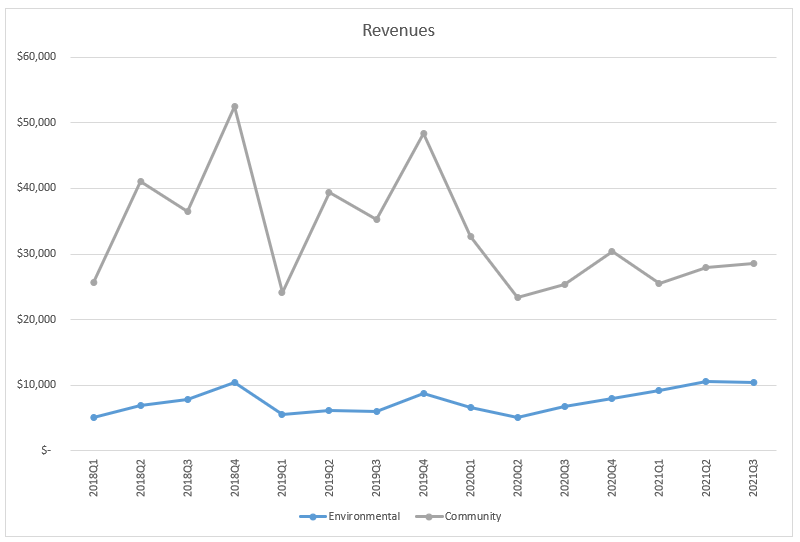 Revenues
$60,000
$50,000
$40,000
$30,000
$20,000
$10,000
$-
2018Q1
2018Q2
2018Q3
2018Q4
2019Q1
2019Q2
2019Q3
2019Q4
2020Q1
2020Q2
2020Q3
2020Q4
2021Q1
2021Q2
2021Q3
Environmental Community